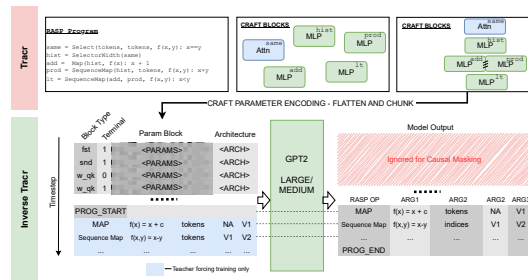 Tracr
RASP Program
same = Select(tokens, tokens, f(x,y): x==y
hist = SelectorWidth(same)
add = Map(hist, f(x): x + 1
prod = SequenceMap(hist, tokens, f(x,y): x+y
lt = SequenceMap(add, prod, f(x,y): x<y
CRAFT BLOCKS
same
Attn
hist
MLP
prod
MLP
add
MLP
lt
MLP
CRAFT BLOCKS
same
Attn
hist
MLP
add
MLP
prod
MLP
lt
MLP
CRAFT PARAMETER ENCODING - FLATTEN AND CHUNK
Inverse Tracr
Timestep
Block Type
Terminal
Param Block
Architecture
fst 1 <PARAMS> <ARCH>
snd 1 <PARAMS> <ARCH>
w_qk 0 <PARAMS> <ARCH>
w_qk 1 <PARAMS> <ARCH>
PROG_START
MAP f(x) = x + c tokens NA V1
Sequence Map f(x,y) = x-y tokens V1 V2
... ... ... ... ...
Teacher forcing training only
GPT2
LARGE/
MEDIUM
Model Output
Ignored for Causal Masking
RASP OP ARG1 ARG2 ARG2 ARG3
MAP f(x) = x + c tokens NA V1
Sequence Map f(x,y) = x-y indices V1 V2
... ... ... ... ...
PROG_END